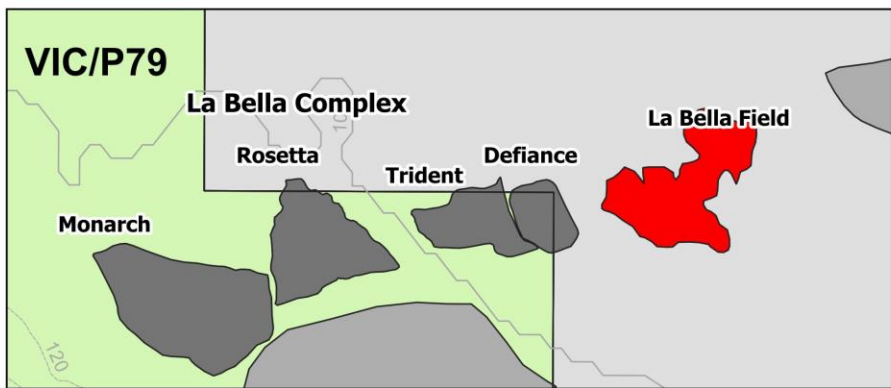 VIC/P79
La Bella Complex
La Bella Field
Rosetta
Defiance
Trident
Monarch
120